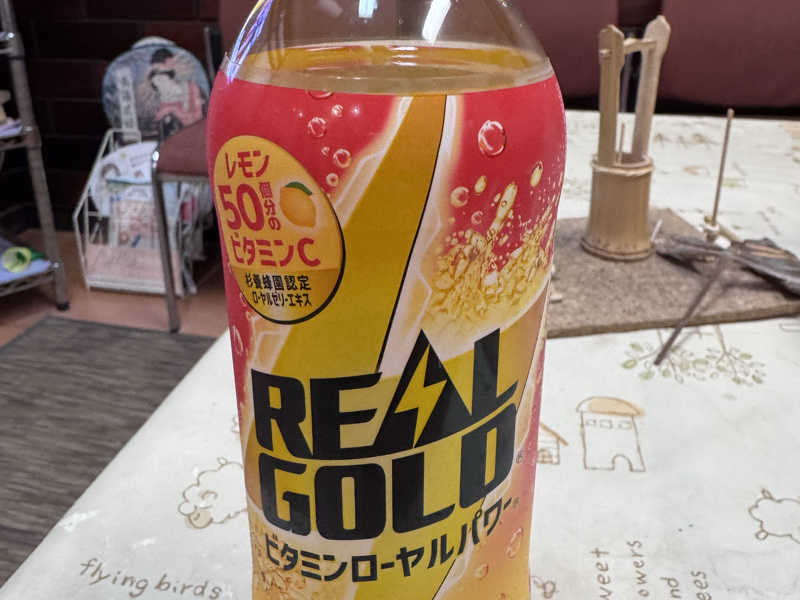 レモン
50個分の
ビタミンC
杉養蜂園認定
ローヤルゼリーエキス
REAL
GOLD®
ビタミンローヤルパワー®
flying birds
sweet
flowers
and